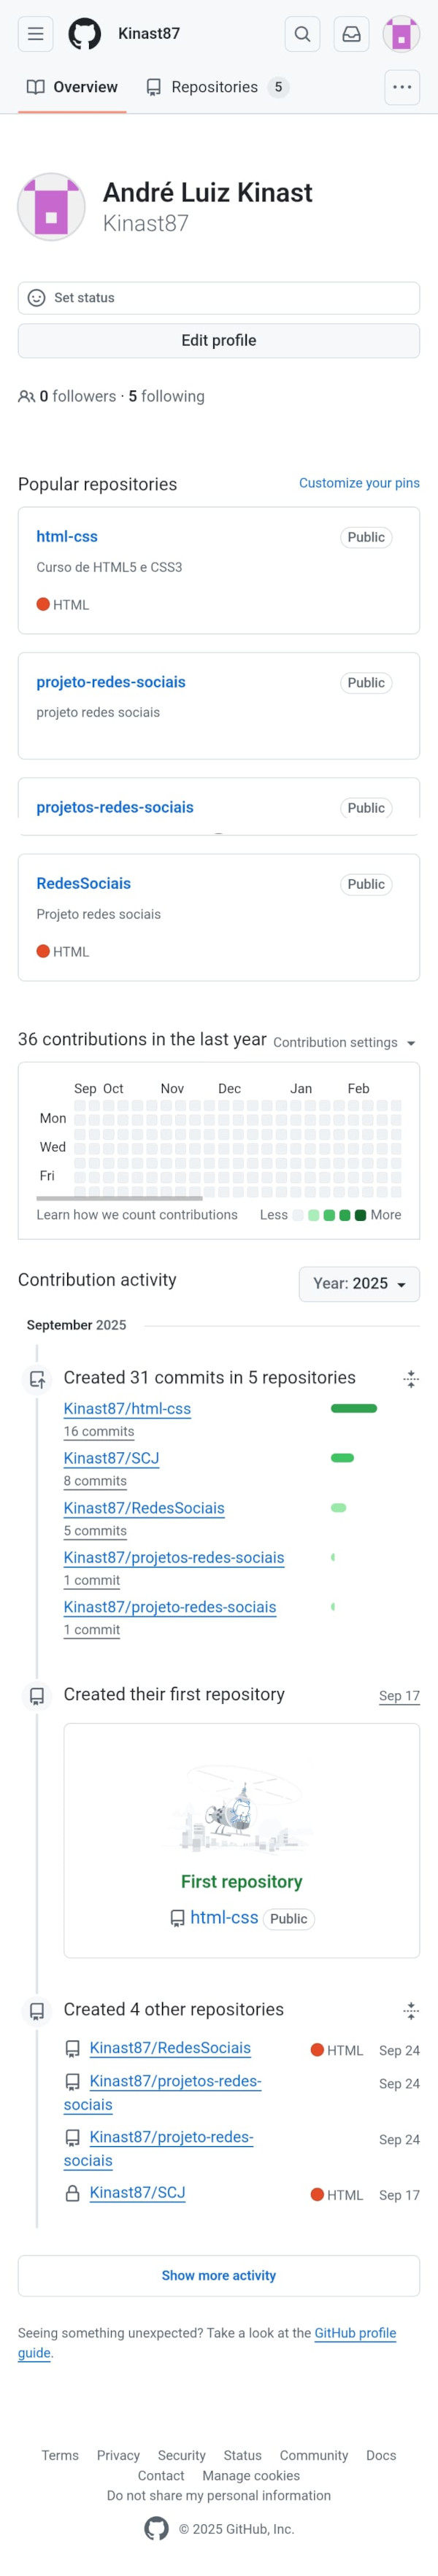 Kinast87
Overview Repositories 5
André Luiz Kinast
Kinast87
Set status
Edit profile
0 followers · 5 following
Popular repositories Customize your pins
html-css Public
Curso de HTML5 e CSS3
HTML
projeto-redes-sociais Public
projeto redes sociais
projetos-redes-sociais Public
RedesSociais Public
Projeto redes sociais
HTML
36 contributions in the last year Contribution settings
Sep Oct Nov Dec Jan Feb
Mon
Wed
Fri
Learn how we count contributions Less More
Contribution activity Year: 2025
September 2025
Created 31 commits in 5 repositories
Kinast87/html-css
16 commits
Kinast87/SCJ
8 commits
Kinast87/RedesSociais
5 commits
Kinast87/projetos-redes-sociais
1 commit
Kinast87/projeto-redes-sociais
1 commit
Created their first repository Sep 17
First repository
html-css Public
Created 4 other repositories
Kinast87/RedesSociais HTML Sep 24
Kinast87/projetos-redes- Sep 24
sociais
Kinast87/projeto-redes- Sep 24
sociais
Kinast87/SCJ HTML Sep 17
Show more activity
Seeing something unexpected? Take a look at the GitHub profile
guide.
Terms Privacy Security Status Community Docs
Contact Manage cookies
Do not share my personal information
© 2025 GitHub, Inc.